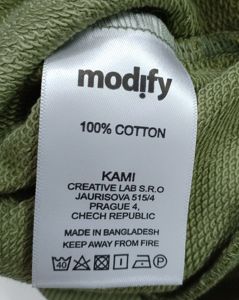 modify
100% COTTON
KAMI
CREATIVE LAB S.R.O
JAURISOVA 515/4
PRAGUE 4,
CHECH REPUBLIC
MADE IN BANGLADESH
KEEP AWAY FROM FIRE
40
P